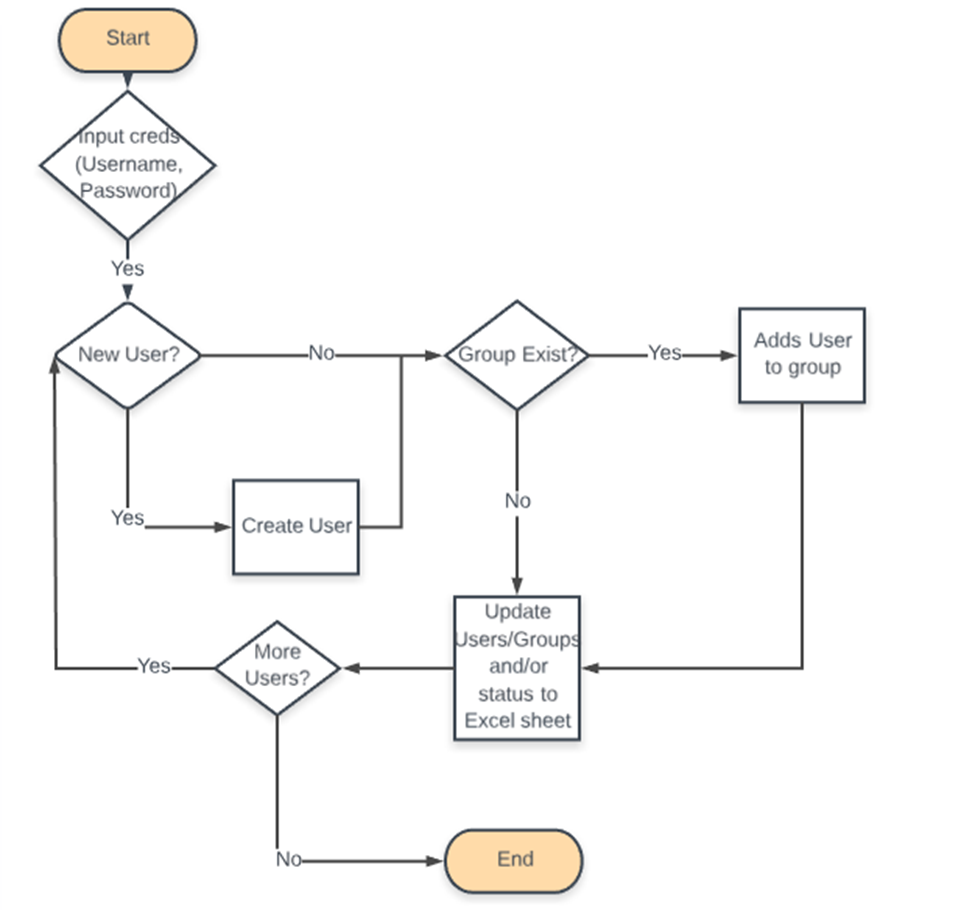 Start
Input creds
(Username,
Password)
Yes
New User?
No
Group Exist?
Yes
Adds User
to group
Yes
Create User
No
Update
Users/Groups
and/or
status to
Excel sheet
More
Users?
Yes
No
End